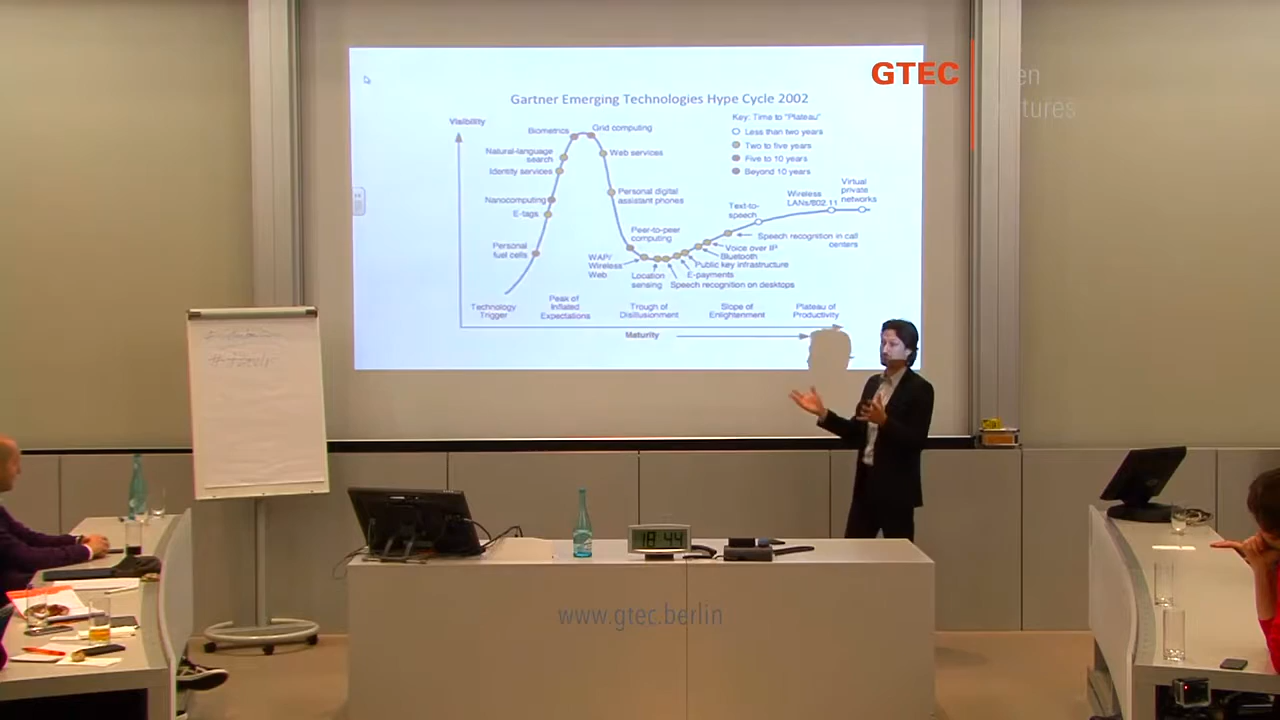 GTEC
en
tures
Gartner Emerging Technologies Hype Cycle 2002
Visibility
Key: Time to "Plateau"
Less than two years
Two to five years
Five to 10 years
Beyond 10 years
Biometrics
Grid computing
Natural-language
search
Web services
Identity services
Nanocomputing
Personal digital
assistant phones
E-tags
Virtual
private
networks
Wireless
LANs/802.11
Text-to-
speech
Peer-to-peer
computing
Speech recognition in call
centers
Personal
fuel cells
Voice over IP
Bluetooth
WAP/
Wireless
Web
Public key infrastructure
Location
sensing
E-payments
Speech recognition on desktops
Technology
Trigger
Peak of
Inflated
Expectations
Trough of
Disillusionment
Slope of
Enlightenment
Plateau of
Productivity
Maturity
18:44
www.gtec.berlin